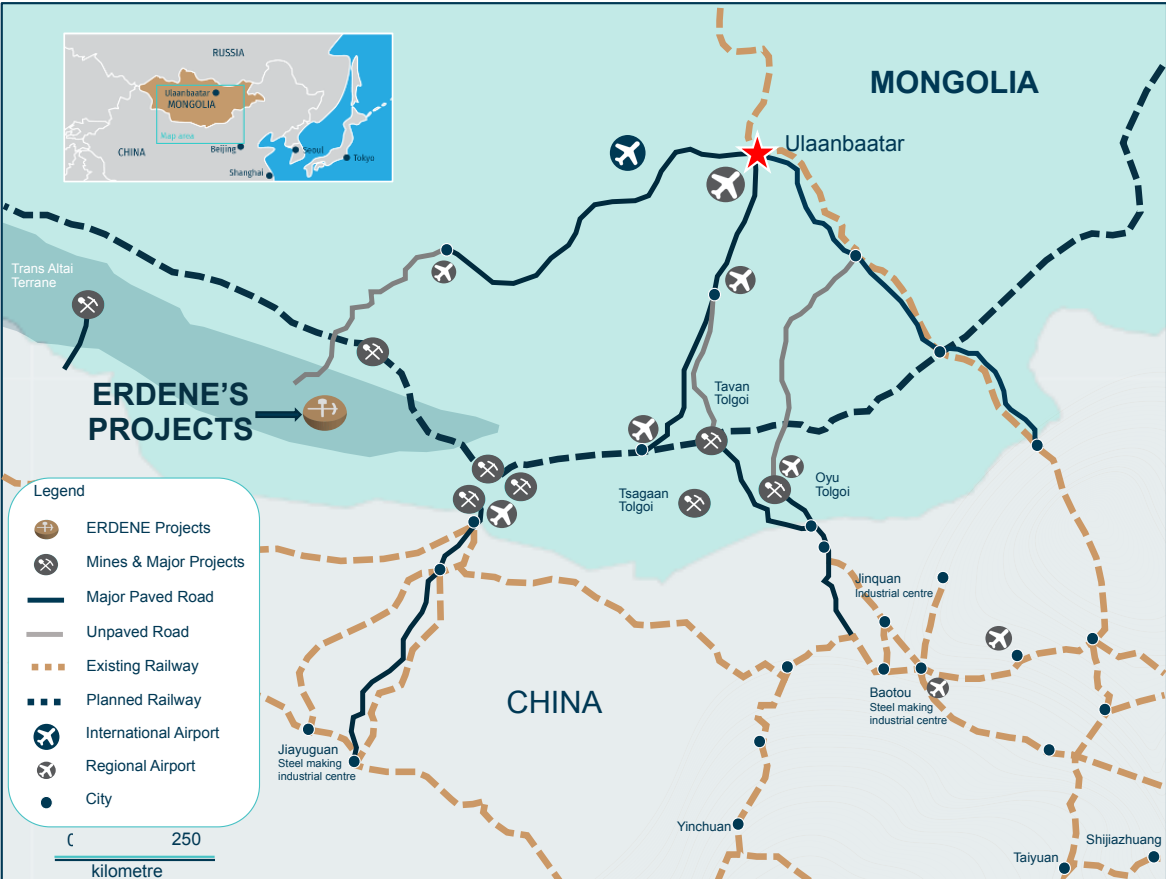 RUSSIA
Ulaanbaatar
MONGOLIA
Map area
CHINA
Beijing
Seoul
Tokyo
Shanghai
MONGOLIA
Ulaanbaatar
Trans Altai
Terrane
ERDENE'S
PROJECTS
Tavan
Tolgoi
Tsagaan
Tolgoi
Oyu
Tolgoi
Legend
ERDENE Projects
Mines & Major Projects
Major Paved Road
Unpaved Road
Existing Railway
Planned Railway
International Airport
Regional Airport
City
0
250
kilometre
Jinquan
Industrial centre
CHINA
Baotou
Steel making
industrial centre
Jiayuguan
Steel making
industrial centre
Yinchuan
Shijiazhuang
Taiyuan